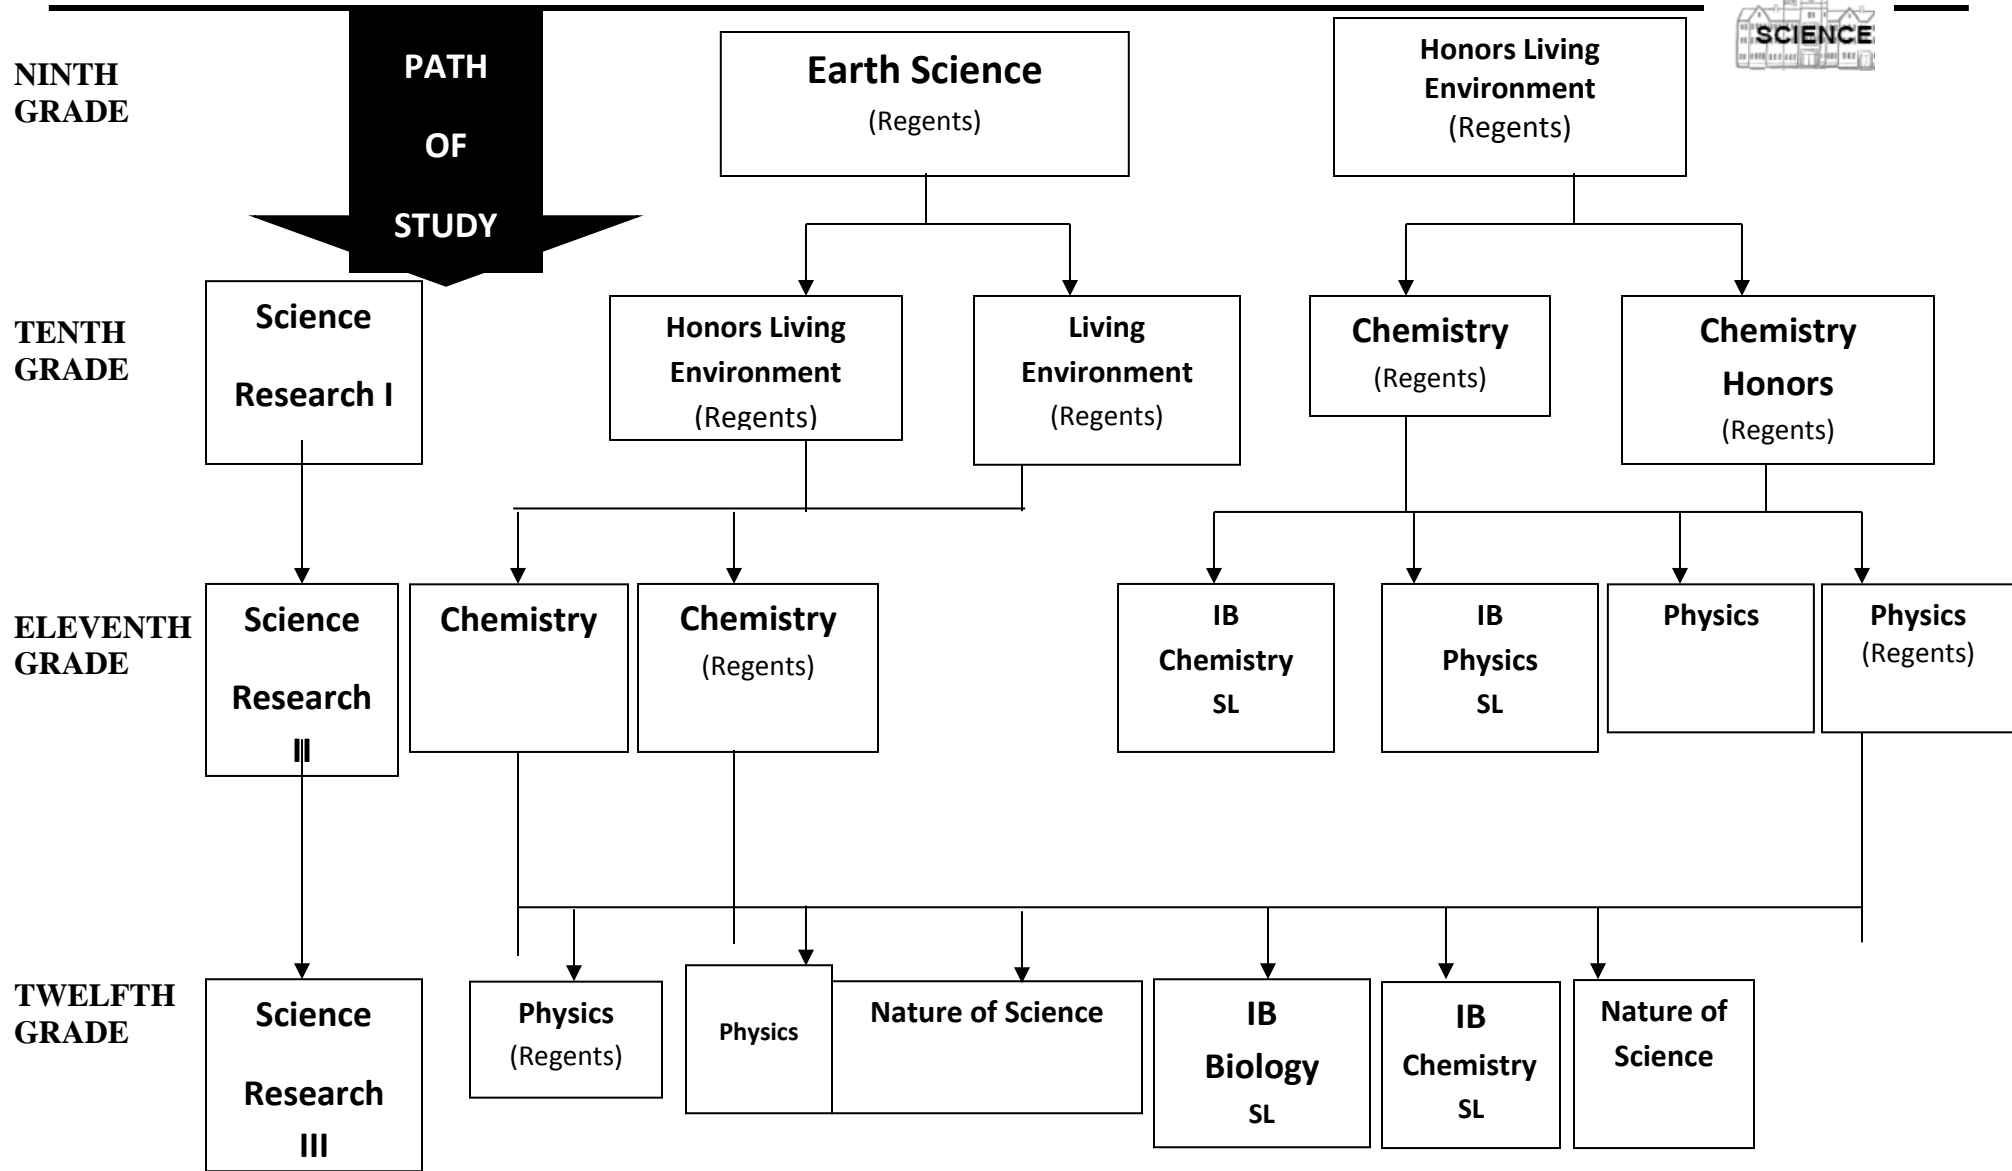 SCIENCE
PATH
OF
STUDY
NINTH
GRADE
Earth Science
(Regents)
Honors Living
Environment
(Regents)
TENTH
GRADE
Science
Research I
Honors Living
Environment
(Regents)
Living
Environment
(Regents)
Chemistry
(Regents)
Chemistry
Honors
(Regents)
ELEVENTH
GRADE
Science
Research
II
Chemistry
Chemistry
(Regents)
IB
Chemistry
SL
IB
Physics
SL
Physics
Physics
(Regents)
TWELFTH
GRADE
Science
Research
III
Physics
(Regents)
Physics
Nature of Science
IB
Biology
SL
IB
Chemistry
SL
Nature of
Science